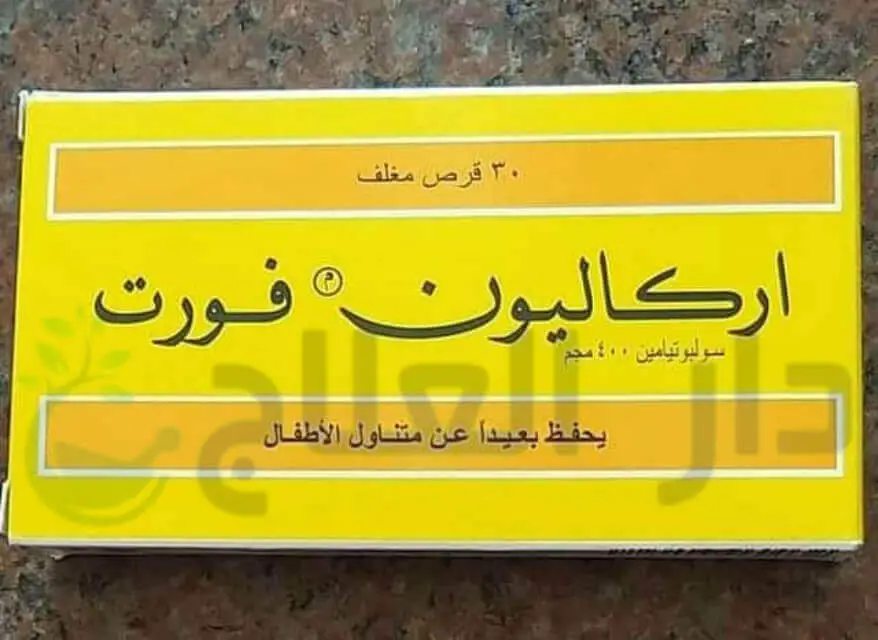 ٣٠ قرص مغلف
اركاليون ® فورت
سولبوتيامين ٤٠٠ مجم
يحفظ بعيداً عن متناول الأطفال
دار العلاج